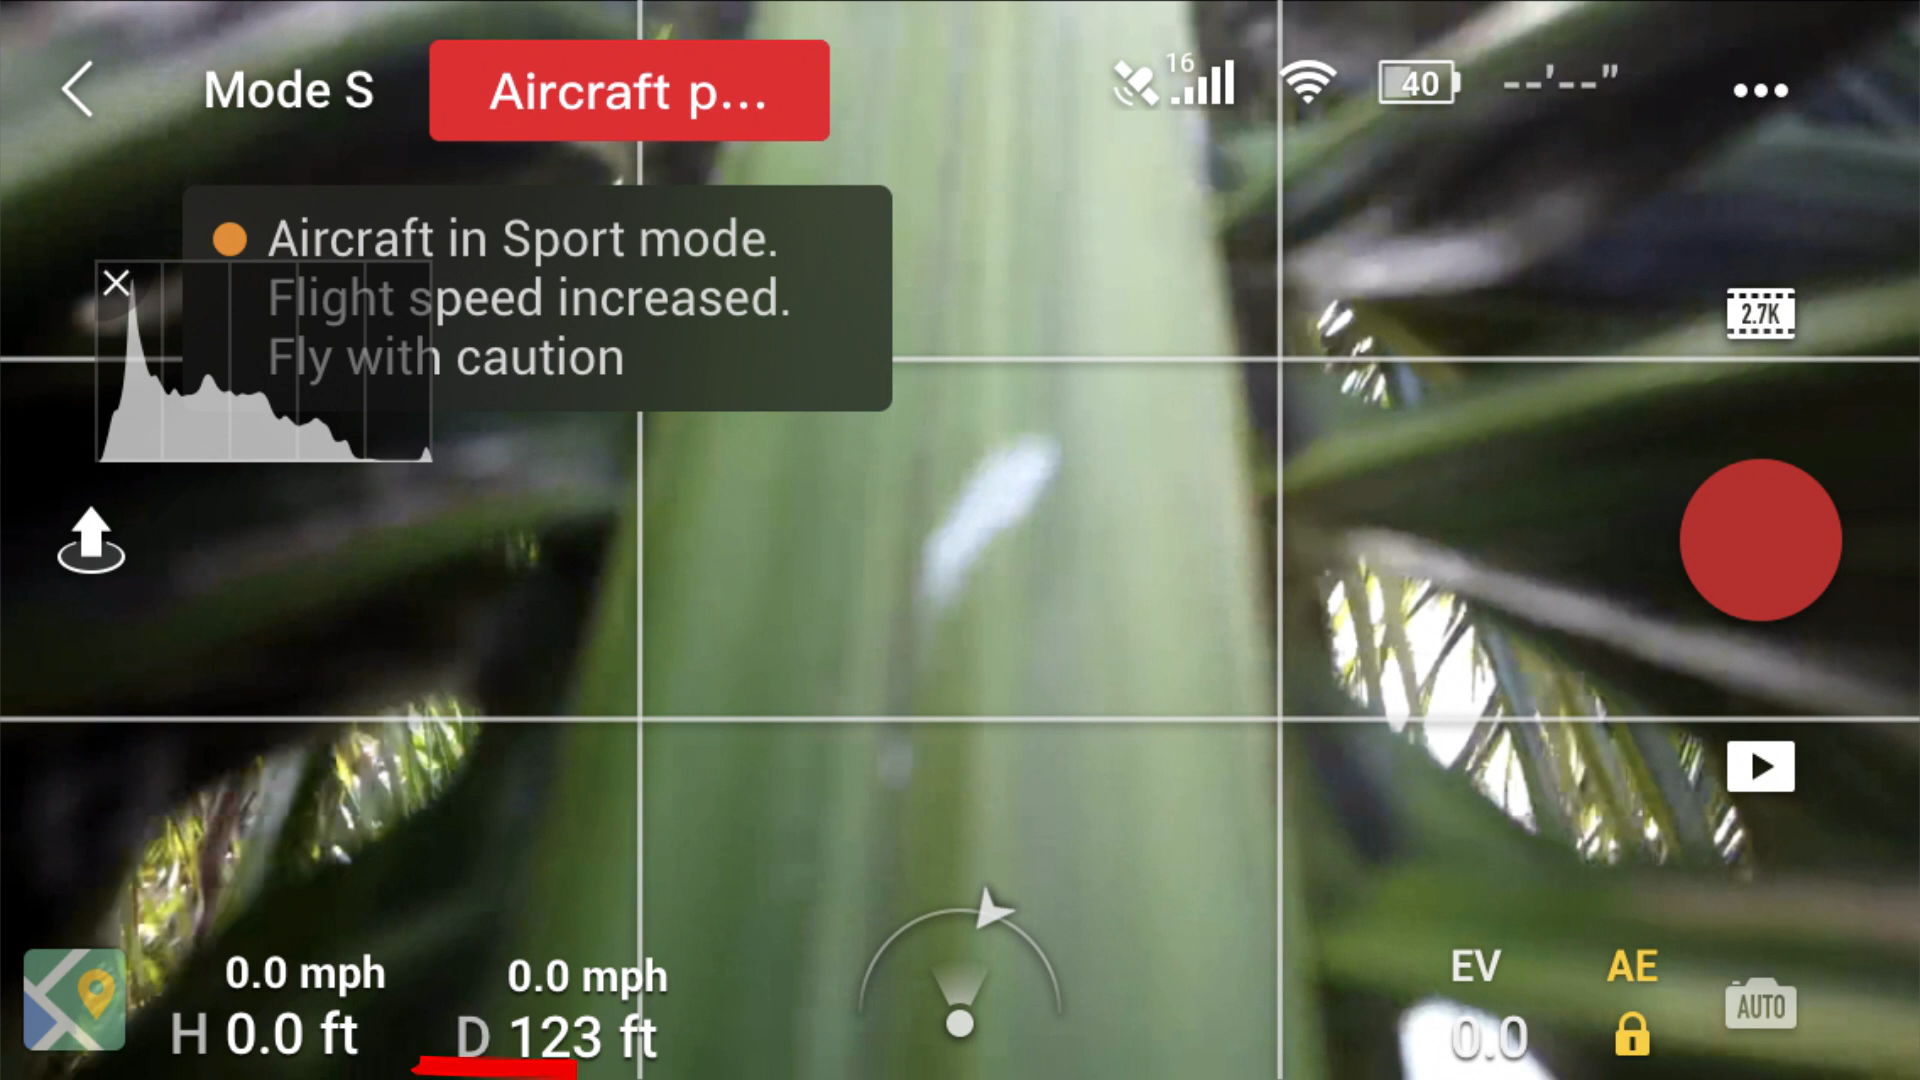 Mode S
Aircraft p...
16
40
--'--"
Aircraft in Sport mode.
Flight speed increased.
Fly with caution
2.7K
0.0 mph
0.0 mph
H 0.0 ft
D 123 ft
EV
AE
0.0
AUTO